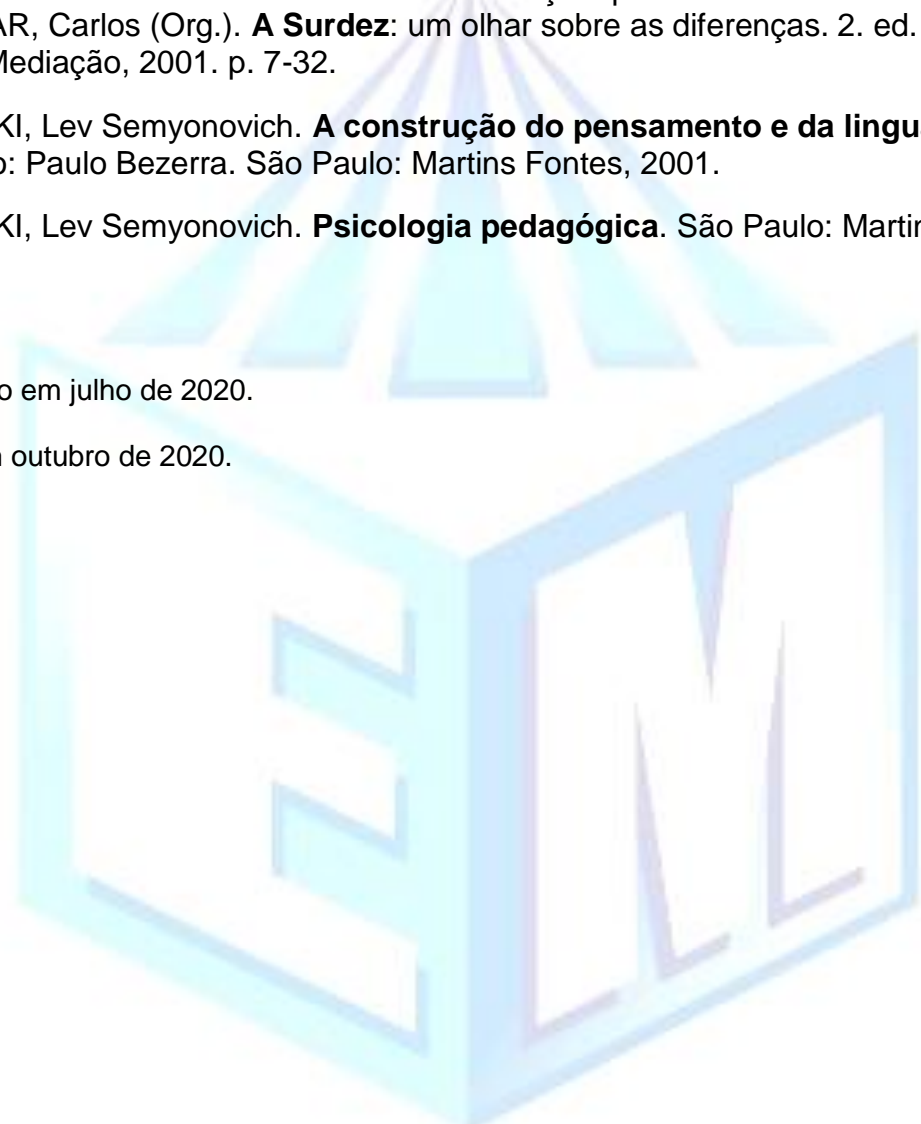 AR, Carlos (Org.). A Surdez: um olhar sobre as diferenças. 2. ed.
Mediação, 2001. p. 7-32.
KI, Lev Semyonovich. A construção do pensamento e da lingu
o: Paulo Bezerra. São Paulo: Martins Fontes, 2001.
KI, Lev Semyonovich. Psicologia pedagógica. São Paulo: Martin
o em julho de 2020.
outubro de 2020.
EM